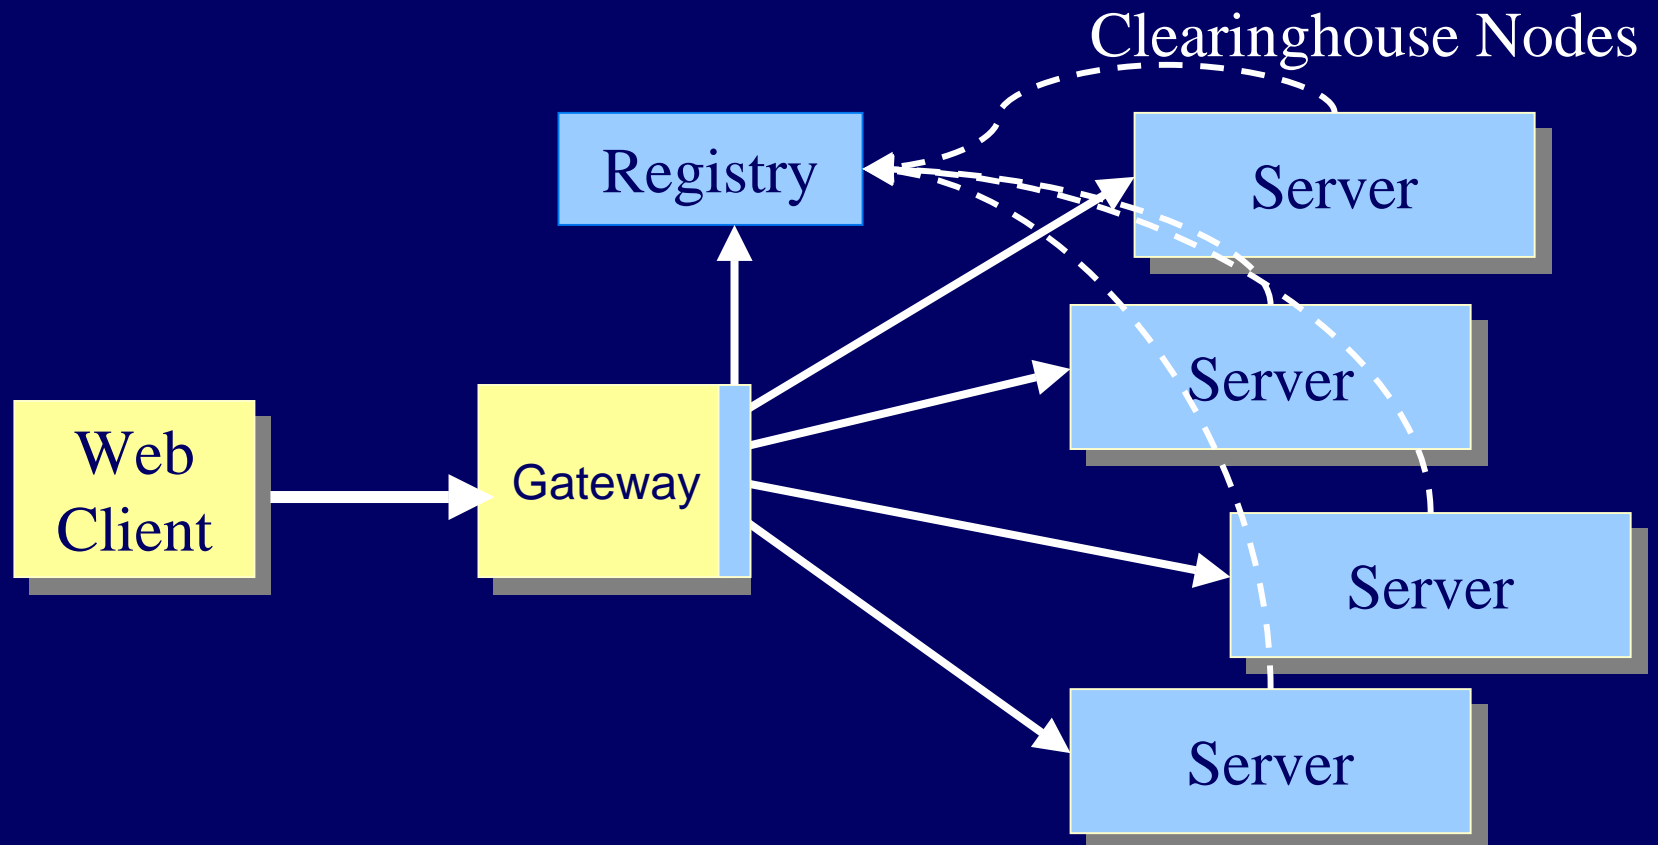 Clearinghouse Nodes
Registry
Server
Server
Web
Client
Gateway
Server
Server